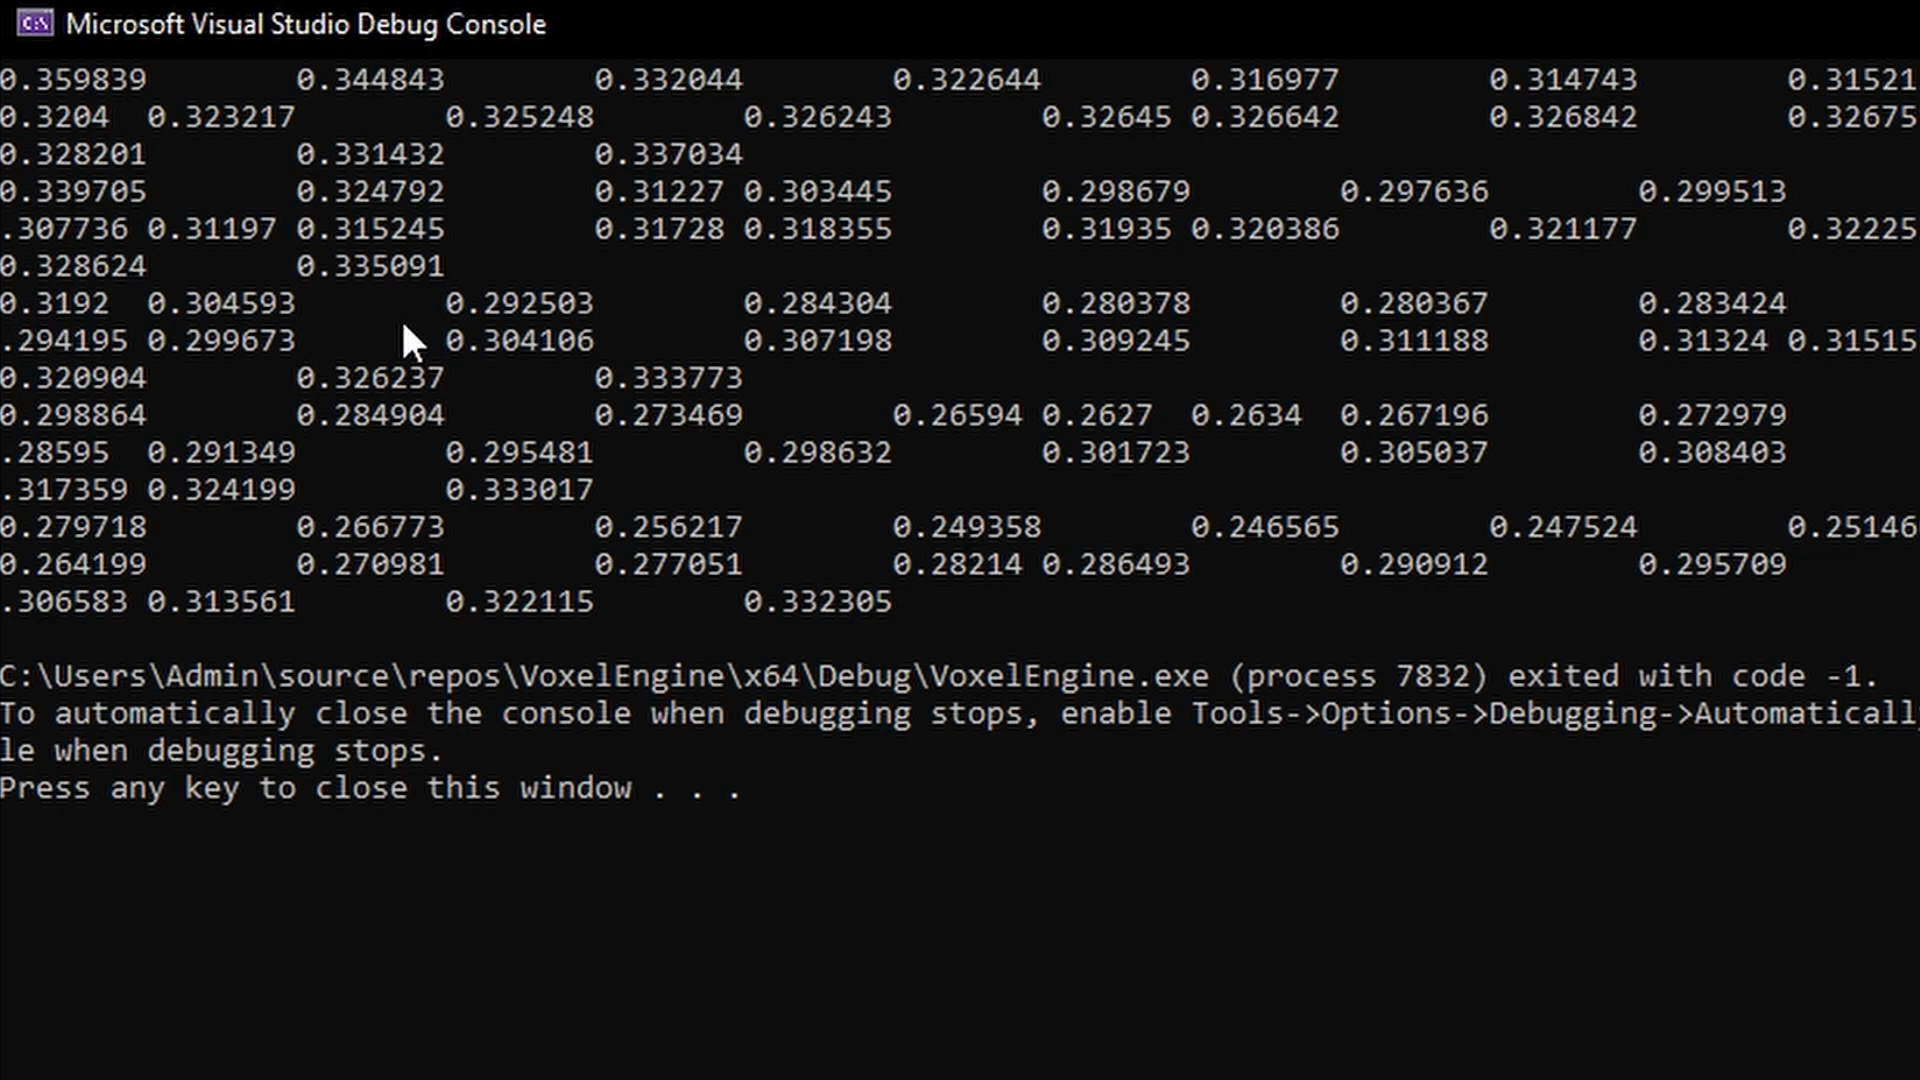 Microsoft Visual Studio Debug Console
0.359839 0.344843 0.332044 0.322644 0.316977 0.314743 0.31521
0.3204 0.323217 0.325248 0.326243 0.32645 0.326642 0.326842 0.32675
0.328201 0.331432 0.337034
0.339705 0.324792 0.31227 0.303445 0.298679 0.297636 0.299513
.307736 0.31197 0.315245 0.31728 0.318355 0.31935 0.320386 0.321177 0.32225
0.328624 0.335091
0.3192 0.304593 0.292503 0.284304 0.280378 0.280367 0.283424
.294195 0.299673 0.304106 0.307198 0.309245 0.311188 0.31324 0.31515
0.320904 0.326237 0.333773
0.298864 0.284904 0.273469 0.26594 0.2627 0.2634 0.267196 0.272979
.28595 0.291349 0.295481 0.298632 0.301723 0.305037 0.308403
.317359 0.324199 0.333017
0.279718 0.266773 0.256217 0.249358 0.246565 0.247524 0.25146
0.264199 0.270981 0.277051 0.28214 0.286493 0.290912 0.295709
.306583 0.313561 0.322115 0.332305
C:\Users\Admin\source\repos\VoxelEngine\x64\Debug\VoxelEngine.exe (process 7832) exited with code -1.
To automatically close the console when debugging stops, enable Tools->Options->Debugging->Automatically
le when debugging stops.
Press any key to close this window . . .